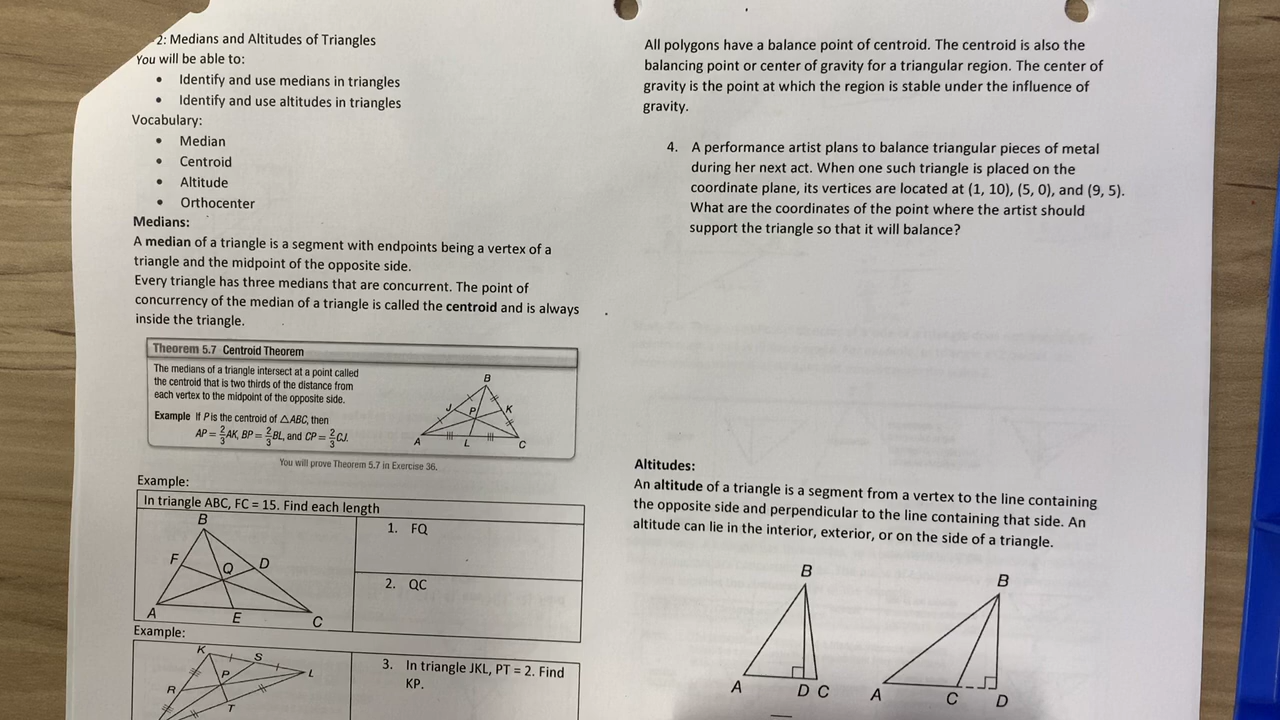 2: Medians and Altitudes of Triangles
You will be able to:
• Identify and use medians in triangles
• Identify and use altitudes in triangles
Vocabulary:
• Median
• Centroid
• Altitude
• Orthocenter
Medians:
A median of a triangle is a segment with endpoints being a vertex of a
triangle and the midpoint of the opposite side.
Every triangle has three medians that are concurrent. The point of
concurrency of the median of a triangle is called the centroid and is always
inside the triangle.
Theorem 5.7 Centroid Theorem
The medians of a triangle intersect at a point called
the centroid that is two thirds of the distance from
each vertex to the midpoint of the opposite side.
Example If P is the centroid of △ABC, then
AP = 2/3 AK, BP = 2/3 BL, and CP = 2/3 CJ.
B
J P K
A L C
You will prove Theorem 5.7 in Exercise 36.
Example:
In triangle ABC, FC = 15. Find each length
B
F Q D
A E C
1. FQ
2. QC
Example:
K S
P L
R
T
3. In triangle JKL, PT = 2. Find
KP.
All polygons have a balance point of centroid. The centroid is also the
balancing point or center of gravity for a triangular region. The center of
gravity is the point at which the region is stable under the influence of
gravity.
4. A performance artist plans to balance triangular pieces of metal
during her next act. When one such triangle is placed on the
coordinate plane, its vertices are located at (1, 10), (5, 0), and (9, 5).
What are the coordinates of the point where the artist should
support the triangle so that it will balance?
Altitudes:
An altitude of a triangle is a segment from a vertex to the line containing
the opposite side and perpendicular to the line containing that side. An
altitude can lie in the interior, exterior, or on the side of a triangle.
B
A D C
B
A C D